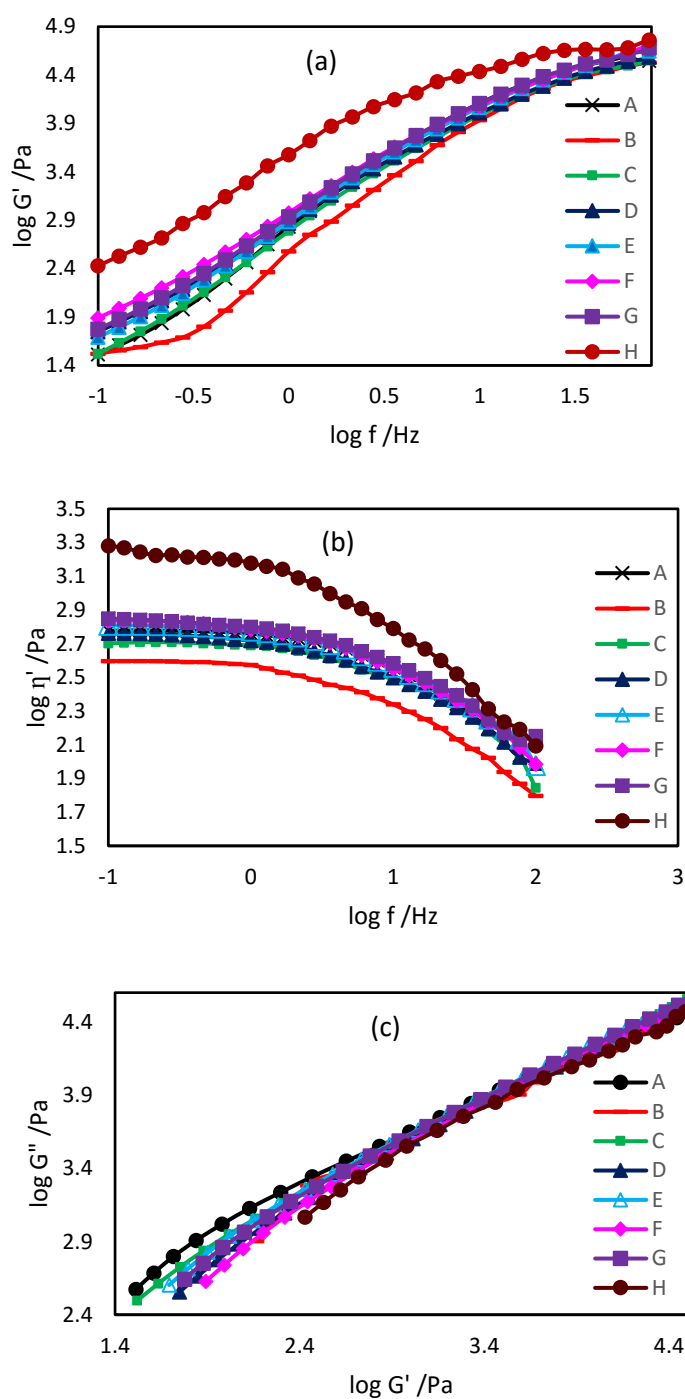 (a)
log G' /Pa
4.9
4.4
3.9
3.4
2.9
2.4
1.9
1.4
-1
-0.5
0
0.5
1
1.5
log f /Hz
A
B
C
D
E
F
G
H
(b)
log η' /Pa
3.5
3.3
3.1
2.9
2.7
2.5
2.3
2.1
1.9
1.7
1.5
-1
0
1
2
3
log f /Hz
A
B
C
D
E
F
G
H
(c)
log G" /Pa
4.4
3.9
3.4
2.9
2.4
1.4
2.4
3.4
4.4
log G' /Pa
A
B
C
D
E
F
G
H